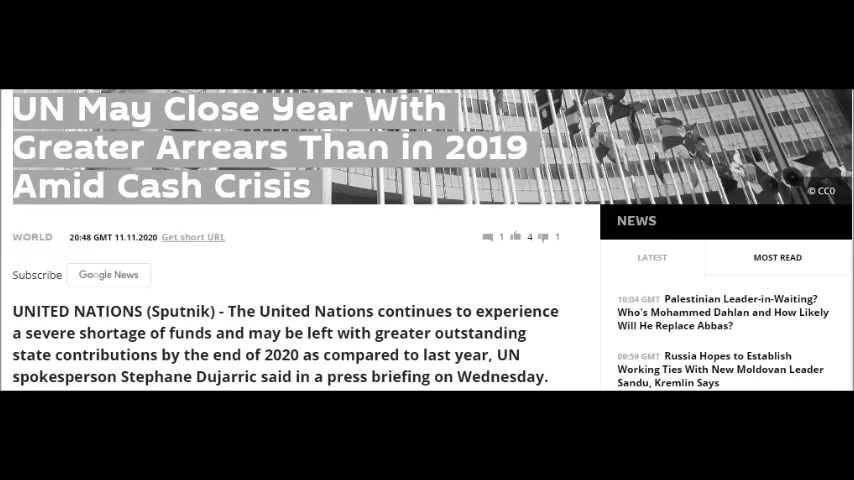 UN May Close Year With
Greater Arrears Than in 2019
Amid Cash Crisis
© CC0
WORLD 20:48 GMT 11.11.2020 Get short URL
1 4 1
Subscribe Google News
UNITED NATIONS (Sputnik) - The United Nations continues to experience
a severe shortage of funds and may be left with greater outstanding
state contributions by the end of 2020 as compared to last year, UN
spokesperson Stephane Dujarric said in a press briefing on Wednesday.
NEWS
LATEST MOST READ
10:04 GMT Palestinian Leader-in-Waiting?
Who's Mohammed Dahlan and How Likely
Will He Replace Abbas?
09:59 GMT Russia Hopes to Establish
Working Ties With New Moldovan Leader
Sandu, Kremlin Says